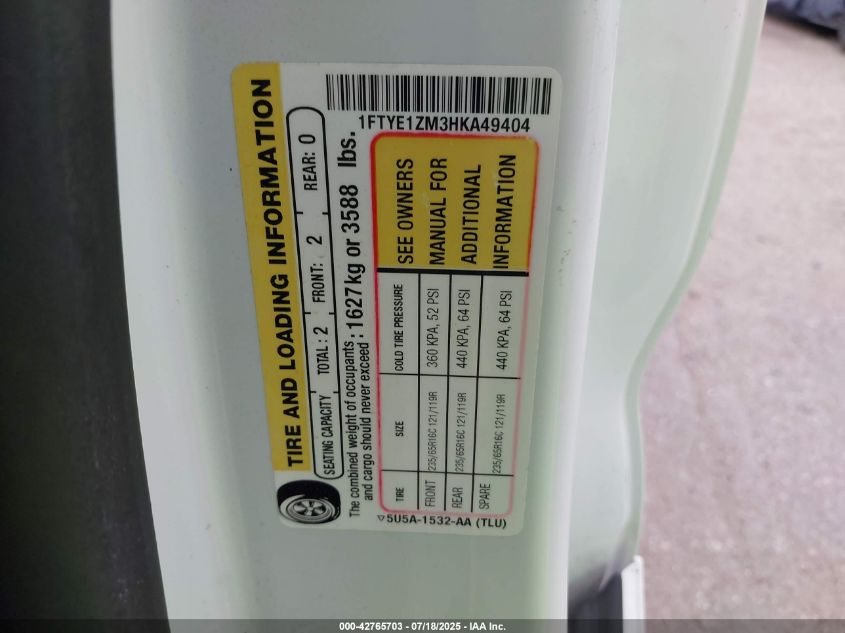 TIRE AND LOADING INFORMATION
1FTYE1ZM3HKA49404
SEATING CAPACITY TOTAL : 2 FRONT: 2 REAR: 0
The combined weight of occupants
and cargo should never exceed : 1627kg or 3588 lbs.
TIRE SIZE COLD TIRE PRESSURE
FRONT 235/65R16C 121/119R 360 KPA, 52 PSI
REAR 235/65R16C 121/119R 440 KPA, 64 PSI
SPARE 235/65R16C 121/119R 440 KPA, 64 PSI
SEE OWNERS
MANUAL FOR
ADDITIONAL
INFORMATION
▽5U5A-1532-AA (TLU)
000-42765703 - 07/18/2025 - IAA Inc.